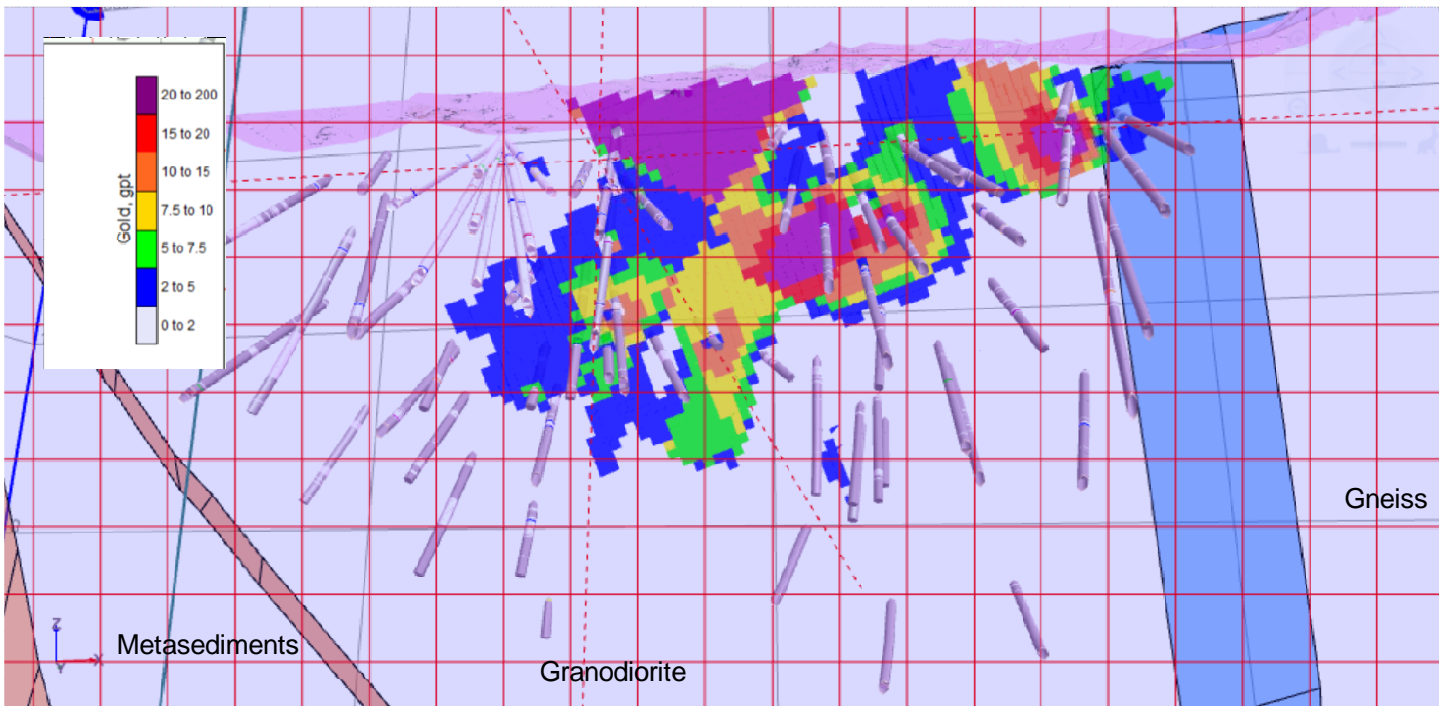 20 to 200
15 to 20
10 to 15
7.5 to 10
5 to 7.5
2 to 5
0 to 2
Gold, gpt
Gneiss
Z
X
Y
Metasediments
Granodiorite